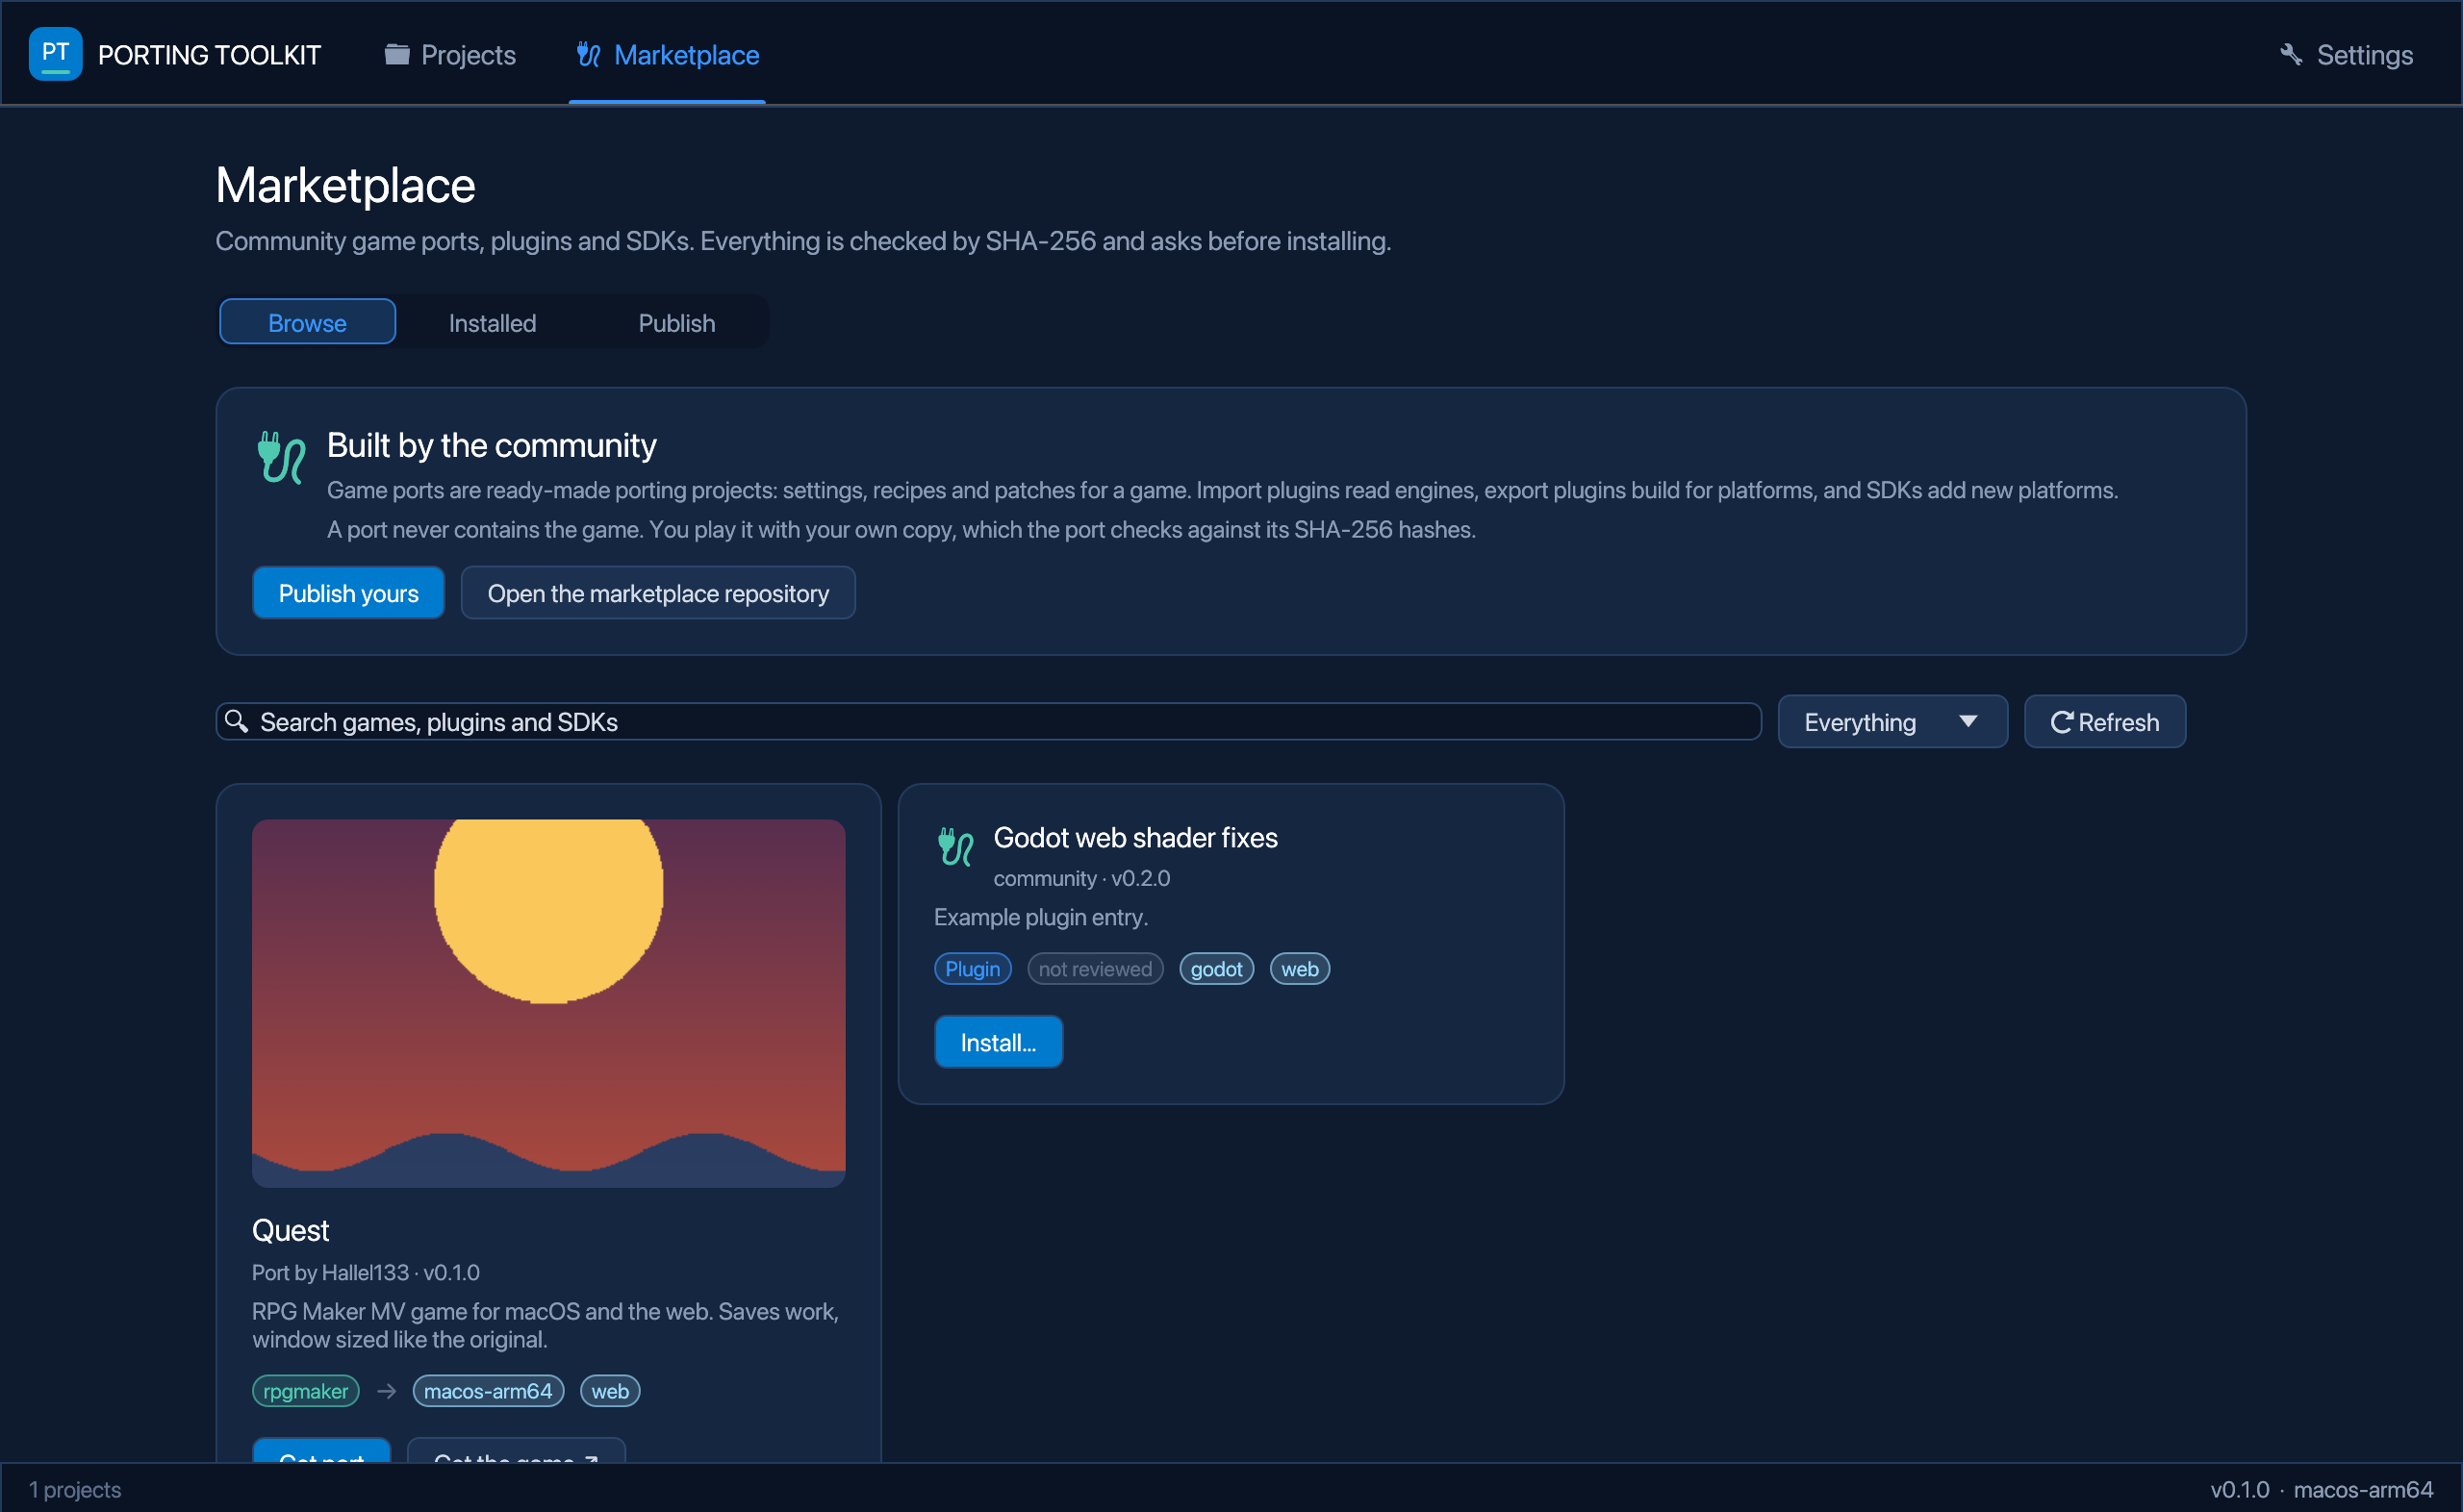 PT
PORTING TOOLKIT
Projects
Marketplace
Settings
Marketplace
Community game ports, plugins and SDKs. Everything is checked by SHA-256 and asks before installing.
Browse
Installed
Publish
Built by the community
Game ports are ready-made porting projects: settings, recipes and patches for a game. Import plugins read engines, export plugins build for platforms, and SDKs add new platforms.
A port never contains the game. You play it with your own copy, which the port checks against its SHA-256 hashes.
Publish yours
Open the marketplace repository
Search games, plugins and SDKs
Everything
Refresh
Quest
Port by Hallel133 · v0.1.0
RPG Maker MV game for macOS and the web. Saves work,
window sized like the original.
rpgmaker → macos-arm64 web
Get port
Get the game ↗
Godot web shader fixes
community · v0.2.0
Example plugin entry.
Plugin
not reviewed
godot
web
Install...
1 projects
v0.1.0 · macos-arm64